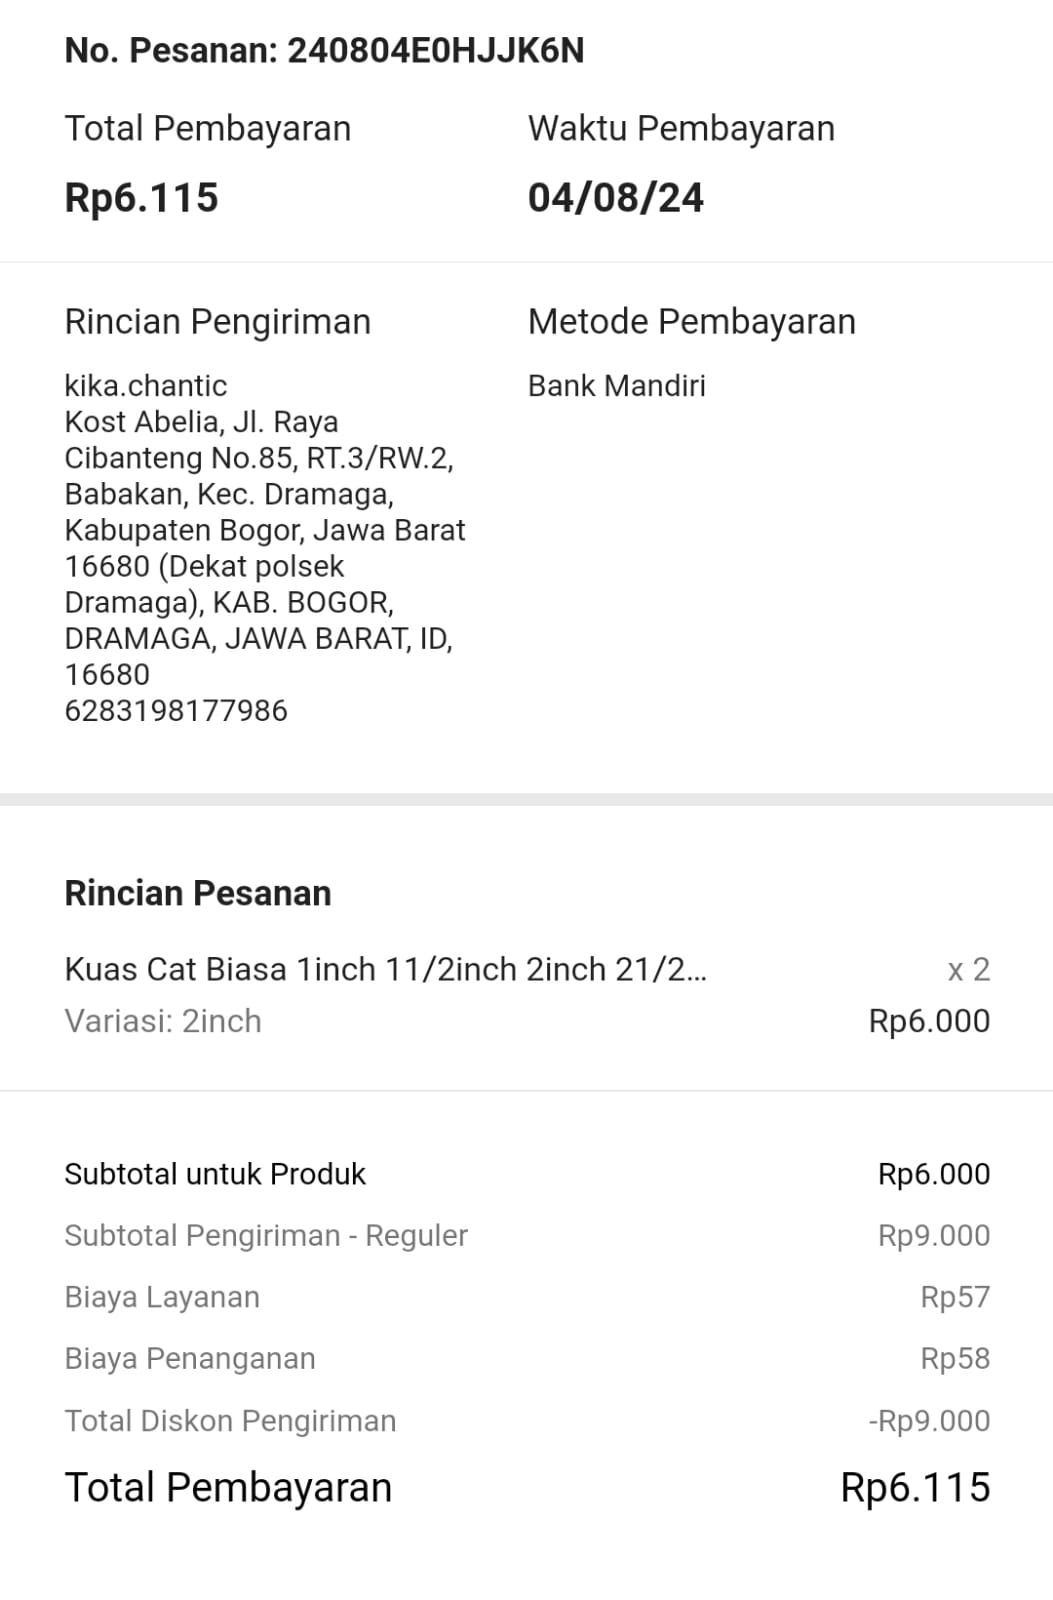 No. Pesanan: 240804E0HJJK6N
Total Pembayaran
Waktu Pembayaran
Rp6.115
04/08/24
Rincian Pengiriman
Metode Pembayaran
kika.chantic
Bank Mandiri
Kost Abelia, Jl. Raya
Cibanteng No.85, RT.3/RW.2,
Babakan, Kec. Dramaga,
Kabupaten Bogor, Jawa Barat
16680 (Dekat polsek
Dramaga), KAB. BOGOR,
DRAMAGA, JAWA BARAT, ID,
16680
6283198177986
Rincian Pesanan
Kuas Cat Biasa 1inch 11/2inch 2inch 21/2...
x 2
Variasi: 2inch
Rp6.000
Subtotal untuk Produk
Rp6.000
Subtotal Pengiriman - Reguler
Rp9.000
Biaya Layanan
Rp57
Biaya Penanganan
Rp58
Total Diskon Pengiriman
-Rp9.000
Total Pembayaran
Rp6.115